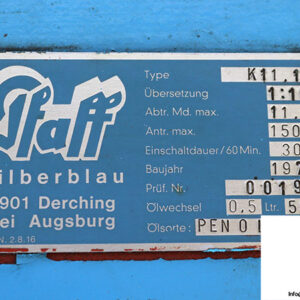 Pfaff
silberblau
901 Derching
bei Augsburg
N. 2.8.16
Type K11.1
Übersetzung 1:1
Abtr. Md. max. 11.
Antr. max. 150
Einschaltdauer/60 Min. 30
Baujahr 197
Prüf. Nr. 0019
Ölwechsel 0.5 Ltr. 5
Ölsorte: PEN O